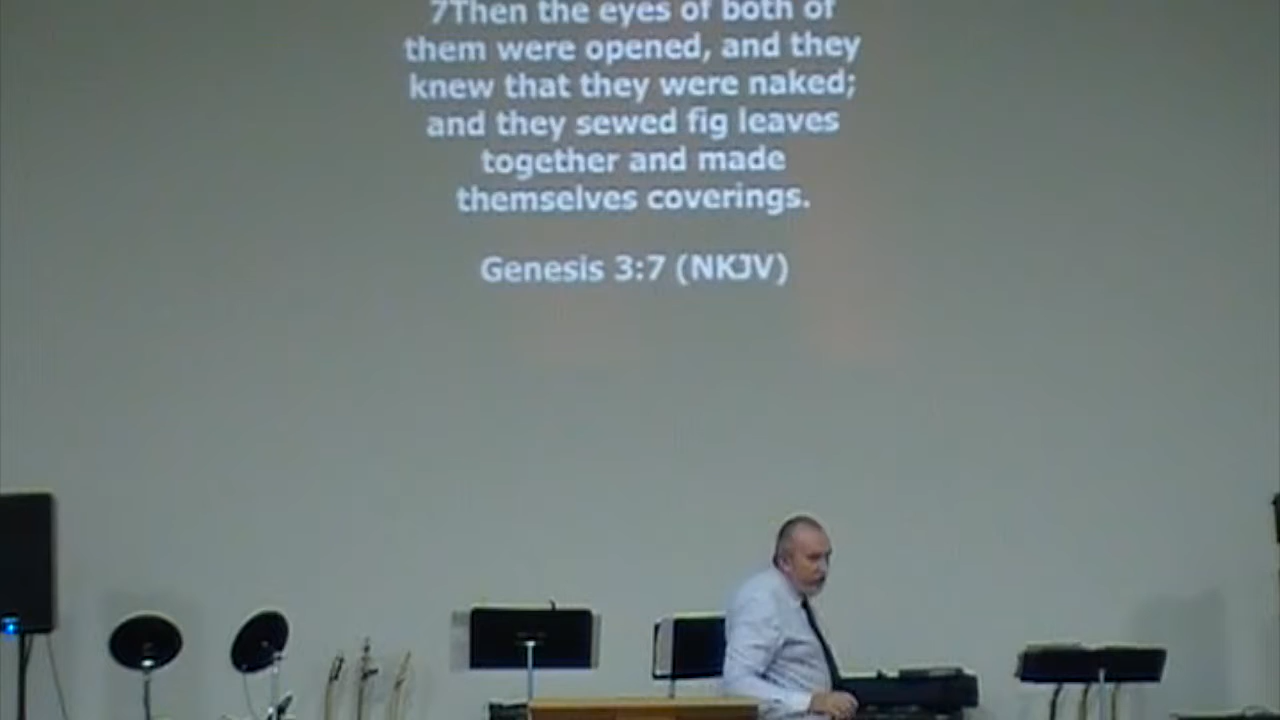 7Then the eyes of both of
them were opened, and they
knew that they were naked;
and they sewed fig leaves
together and made
themselves coverings.
Genesis 3:7 (NKJV)